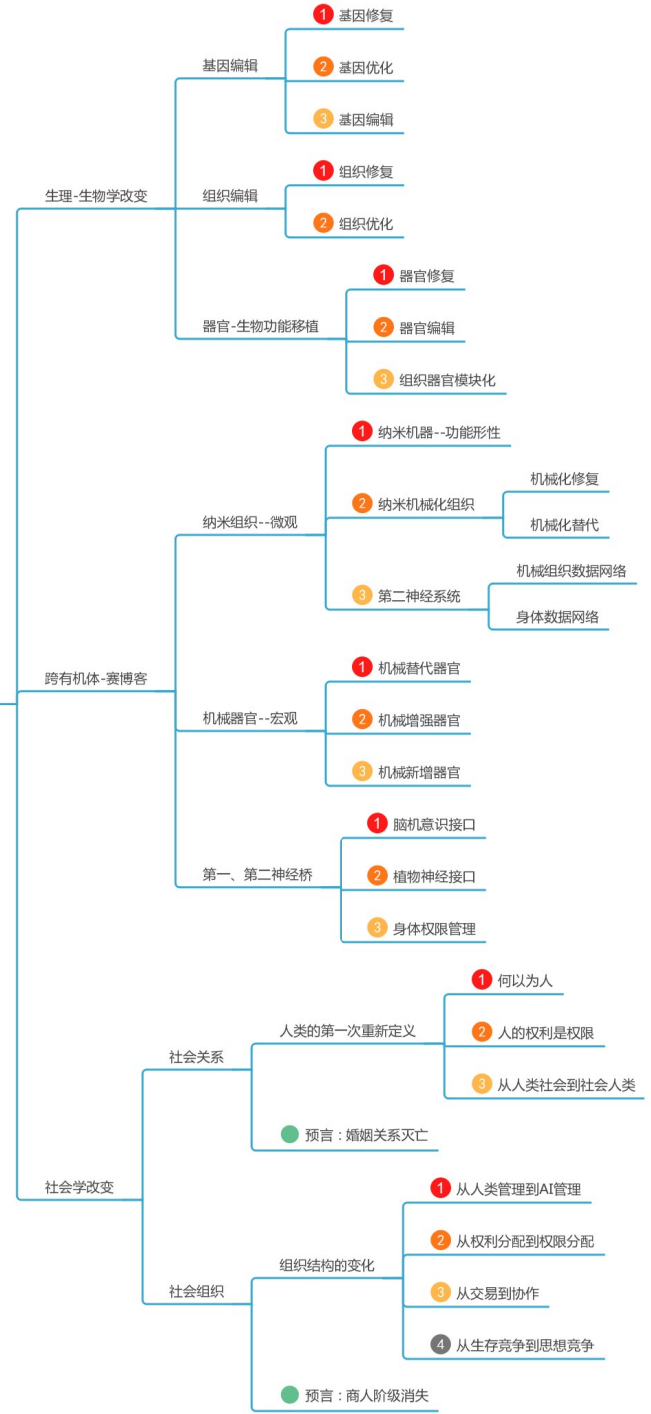 1 基因修复
基因编辑
2 基因优化
3 基因编辑
生理-生物学改变
1 组织修复
组织编辑
2 组织优化
1 器官修复
器官-生物功能移植
2 器官编辑
3 组织器官模块化
1 纳米机器--功能形性
纳米组织--微观
2 纳米机械化组织
机械化修复
机械化替代
3 第二神经系统
机械组织数据网络
身体数据网络
跨有机体-赛博客
1 机械替代器官
机械器官--宏观
2 机械增强器官
3 机械新增器官
1 脑机意识接口
第一、第二神经桥
2 植物神经接口
3 身体权限管理
1 何以为人
人类的第一次重新定义
2 人的权利是权限
社会关系
3 从人类社会到社会人类
预言：婚姻关系灭亡
社会学改变
1 从人类管理到AI管理
2 从权利分配到权限分配
组织结构的变化
社会组织
3 从交易到协作
4 从生存竞争到思想竞争
预言：商人阶级消失